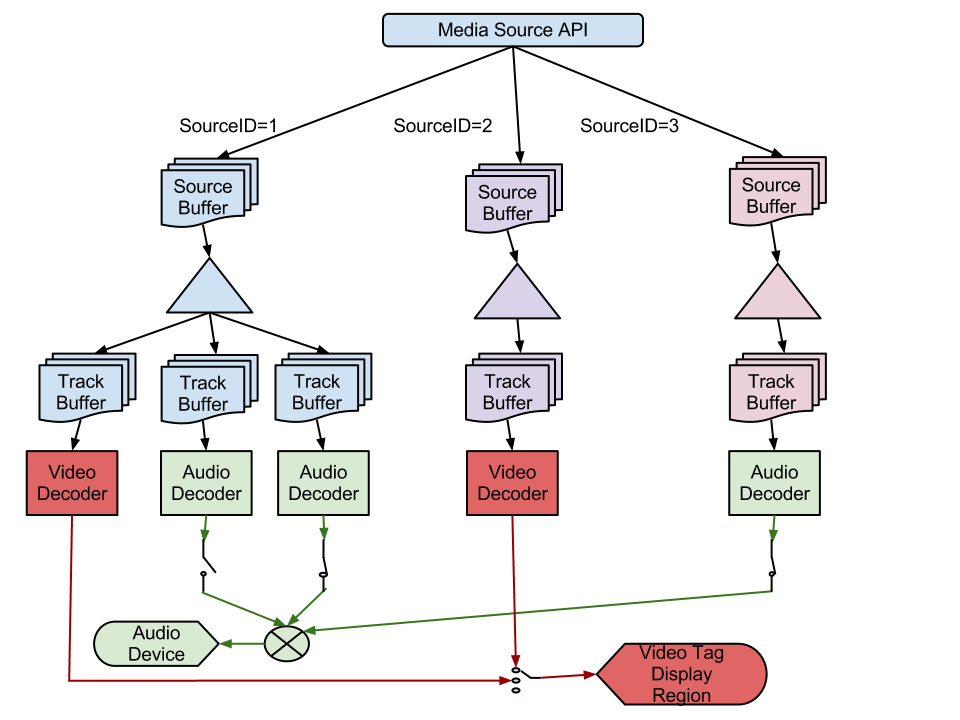 Media Source API
SourceID=1
SourceID=2
SourceID=3
Source
Buffer
Source
Buffer
Source
Buffer
Track
Buffer
Track
Buffer
Track
Buffer
Track
Buffer
Track
Buffer
Video
Decoder
Audio
Decoder
Audio
Decoder
Video
Decoder
Audio
Decoder
Audio
Device
Video Tag
Display
Region